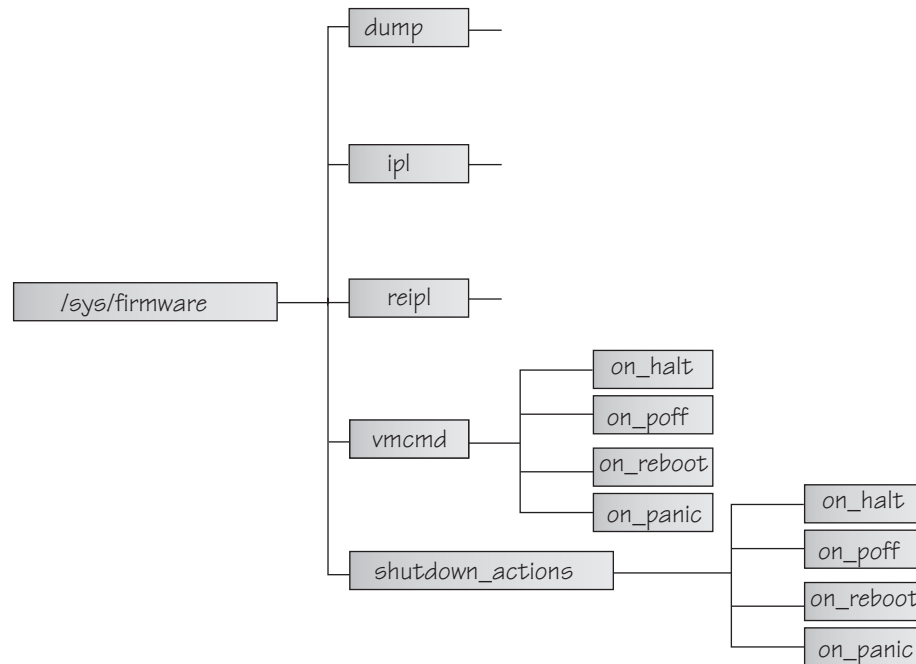 dump
ipl
/sys/firmware
reipl
on_halt
on_poff
vmcmd
on_reboot
on_panic
shutdown_actions
on_halt
on_poff
on_reboot
on_panic